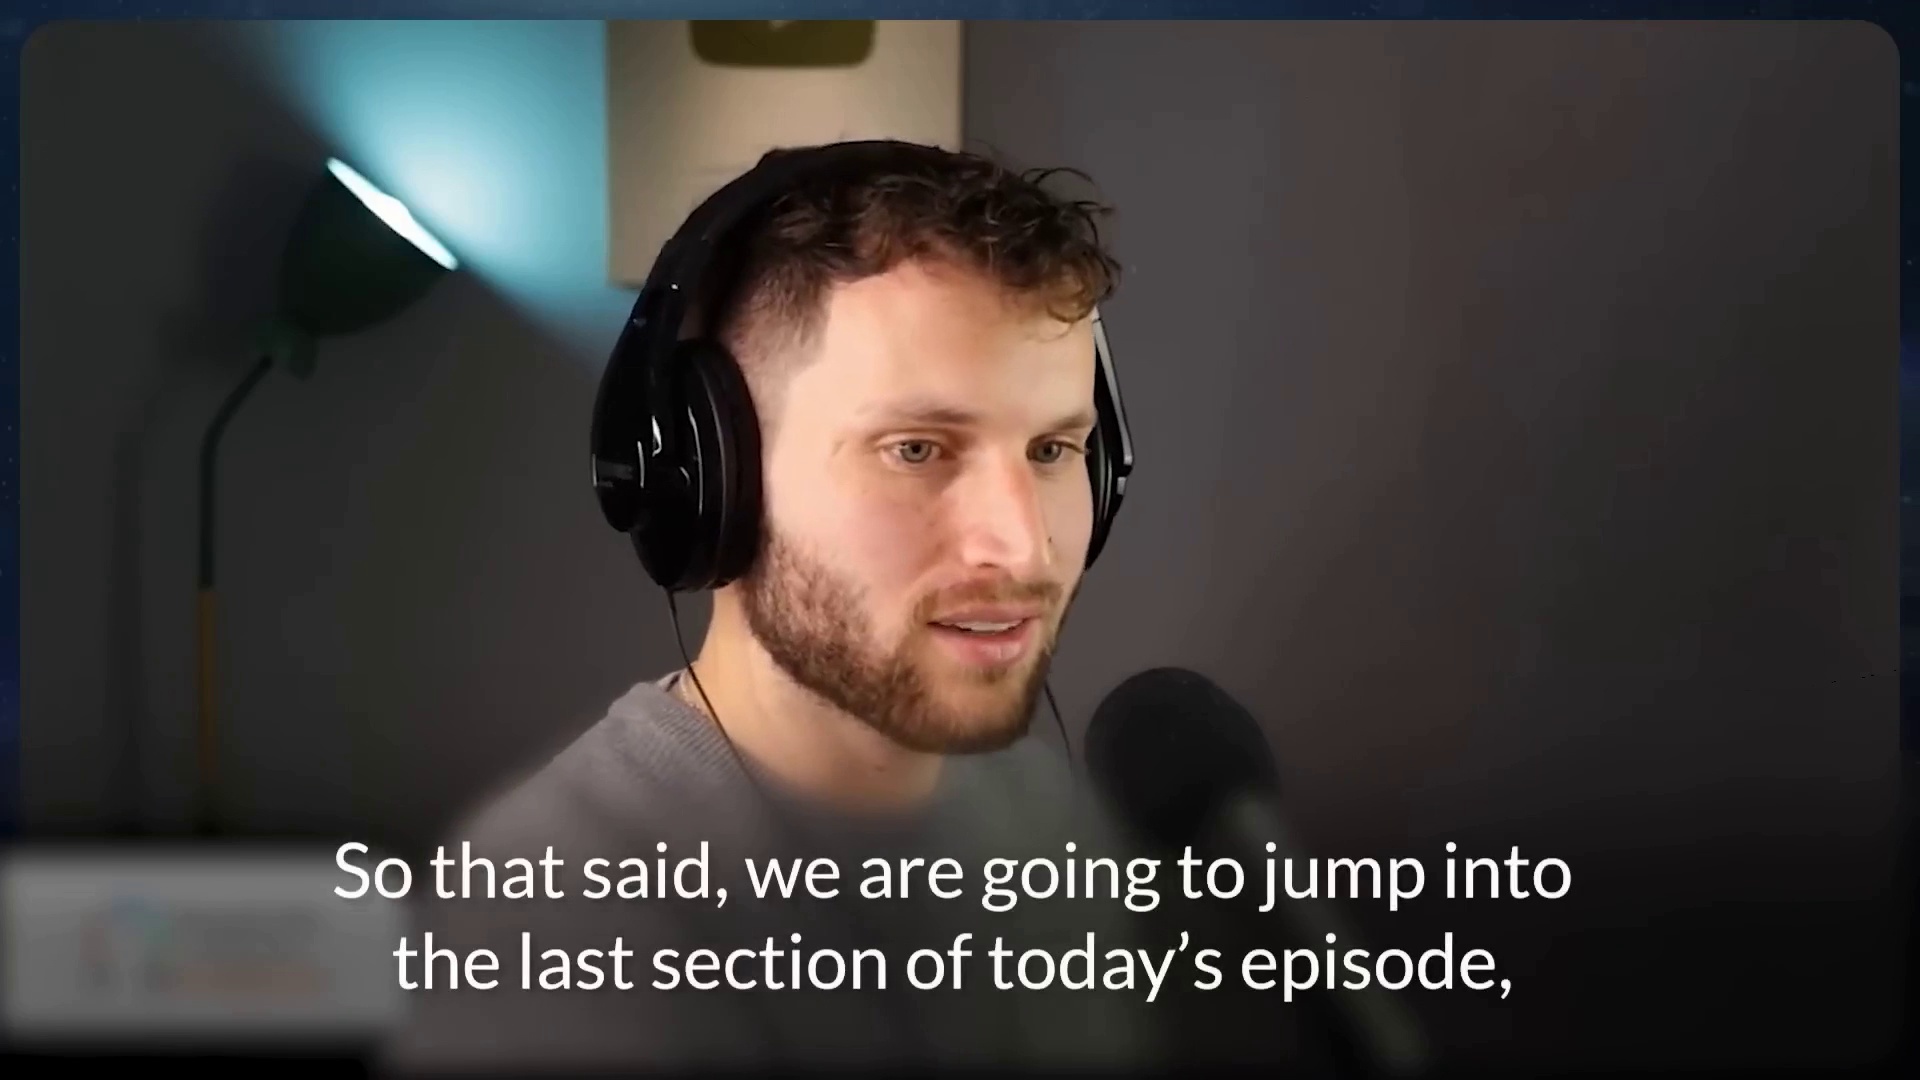 So that said, we are going to jump into
the last section of today’s episode,